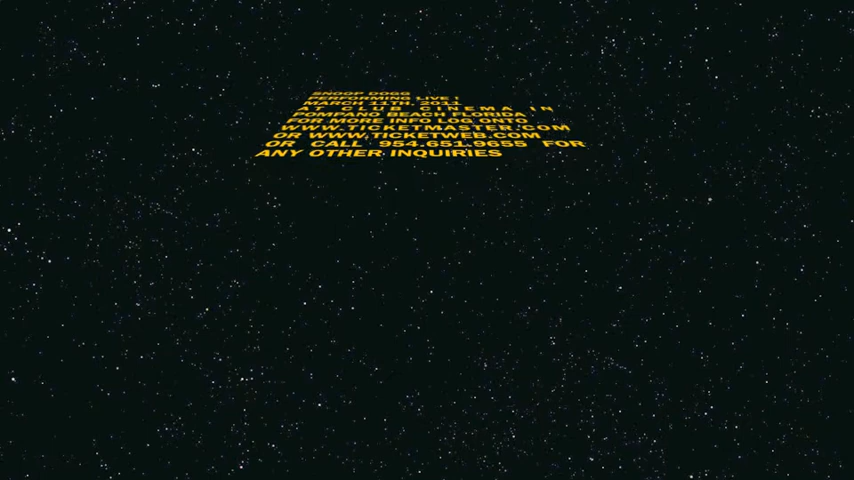 SNOOP DOGG
PERFORMING LIVE !
MARCH 11TH, 2011
AT CLUB CINEMA IN
POMPANO BEACH FLORIDA
FOR MORE INFO LOG ONTO
WWW.TICKETMASTER.COM
OR WWW.TICKETWEB.COM
OR CALL 954.651.9655 FOR
ANY OTHER INQUIRIES